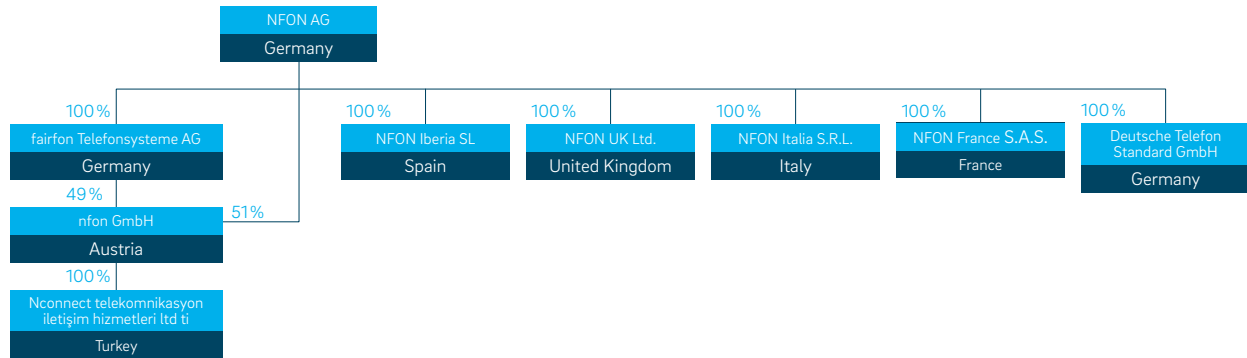 NFON AG
Germany
100 %
100 %
100 %
100 %
100 %
100 %
fairfon Telefonsysteme AG
Germany
NFON Iberia SL
Spain
NFON UK Ltd.
United Kingdom
NFON Italia S.R.L.
Italy
NFON France S.A.S.
France
Deutsche Telefon
Standard GmbH
Germany
49 %
51 %
nfon GmbH
Austria
100 %
Nconnect telekomnikasyon
iletişim hizmetleri ltd ti
Turkey